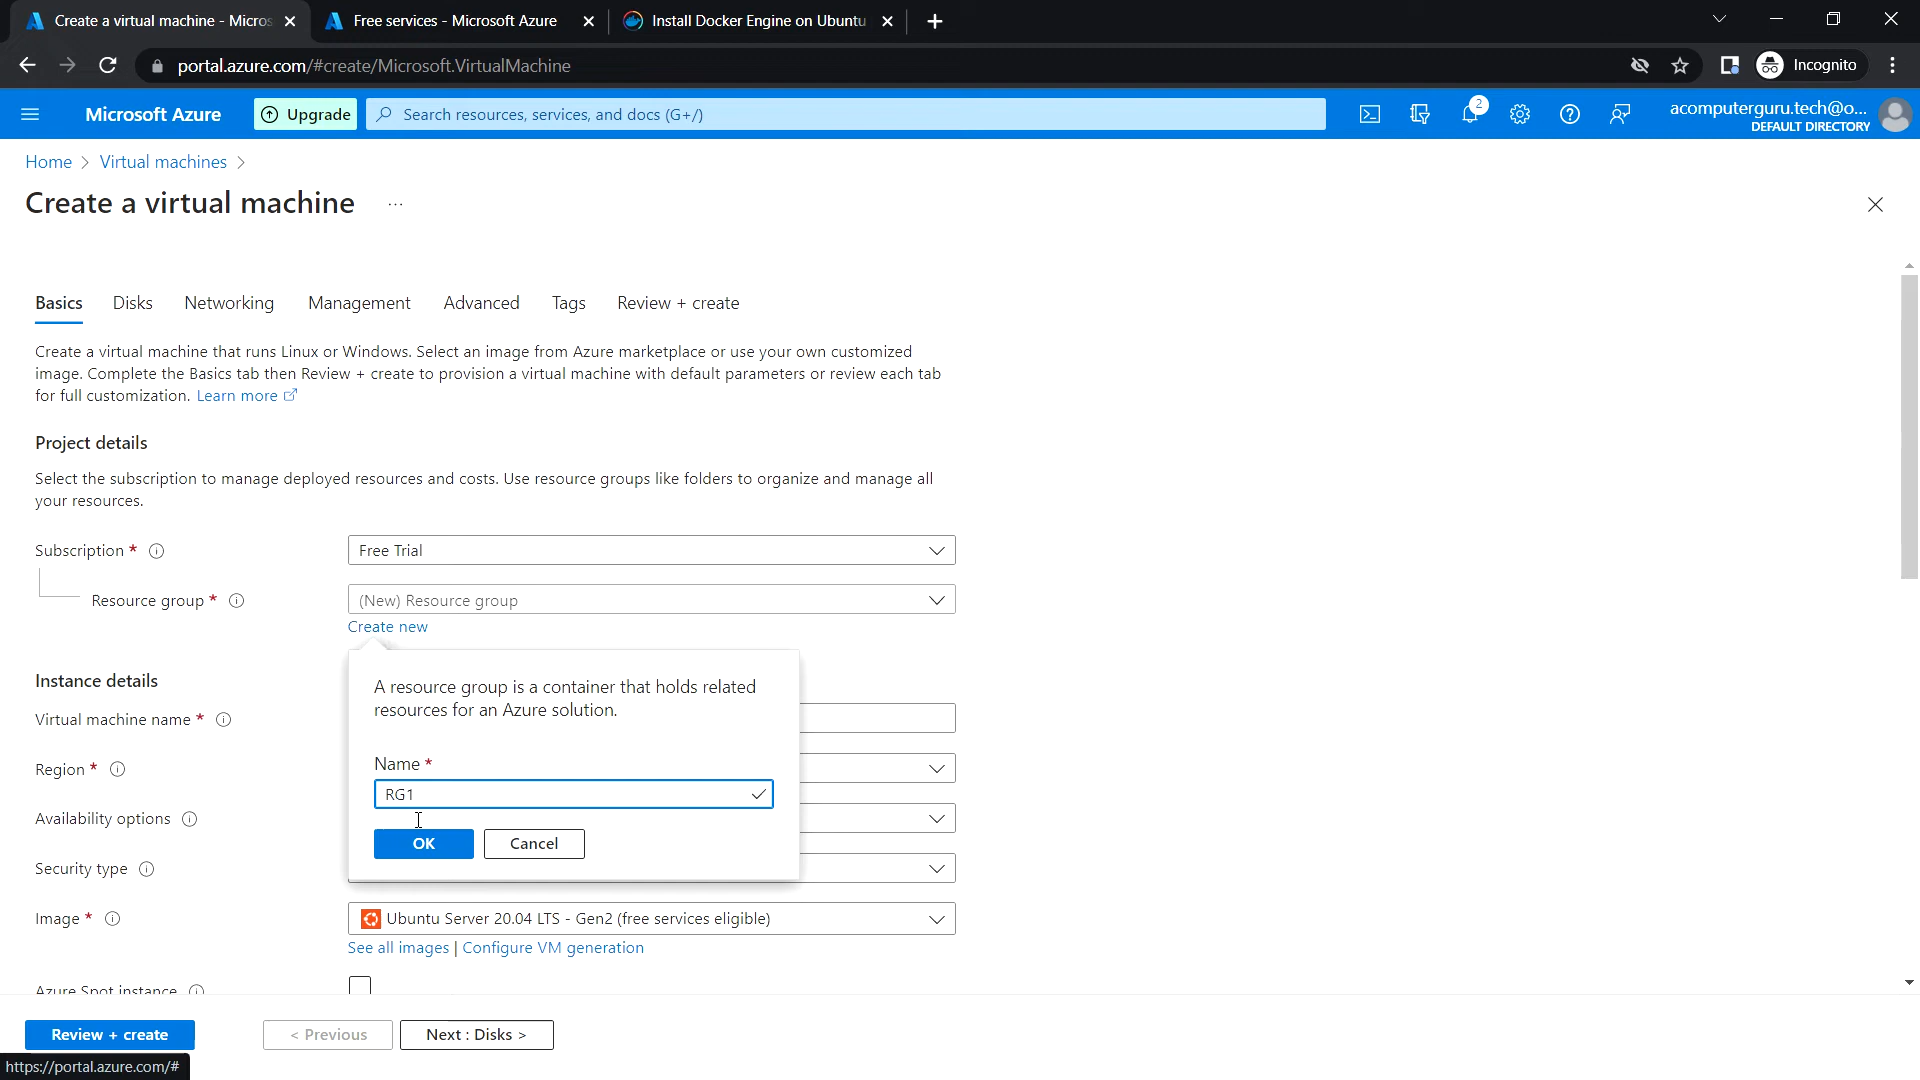 Create a virtual machine - Micros
Free services - Microsoft Azure
Install Docker Engine on Ubuntu
portal.azure.com/#create/Microsoft.VirtualMachine
Incognito
Microsoft Azure
Upgrade
Search resources, services, and docs (G+/)
2
acomputerguru.tech@o...
DEFAULT DIRECTORY
Home > Virtual machines >
Create a virtual machine ...
Basics Disks Networking Management Advanced Tags Review + create
Create a virtual machine that runs Linux or Windows. Select an image from Azure marketplace or use your own customized
image. Complete the Basics tab then Review + create to provision a virtual machine with default parameters or review each tab
for full customization. Learn more
Project details
Select the subscription to manage deployed resources and costs. Use resource groups like folders to organize and manage all
your resources.
Subscription *
Free Trial
Resource group *
(New) Resource group
Create new
A resource group is a container that holds related
resources for an Azure solution.
Name *
RG1
OK
Cancel
Instance details
Virtual machine name *
Region *
Availability options
Security type
Image *
Ubuntu Server 20.04 LTS - Gen2 (free services eligible)
See all images | Configure VM generation
Azure Spot instance
Review + create
< Previous
Next : Disks >
https://portal.azure.com/#